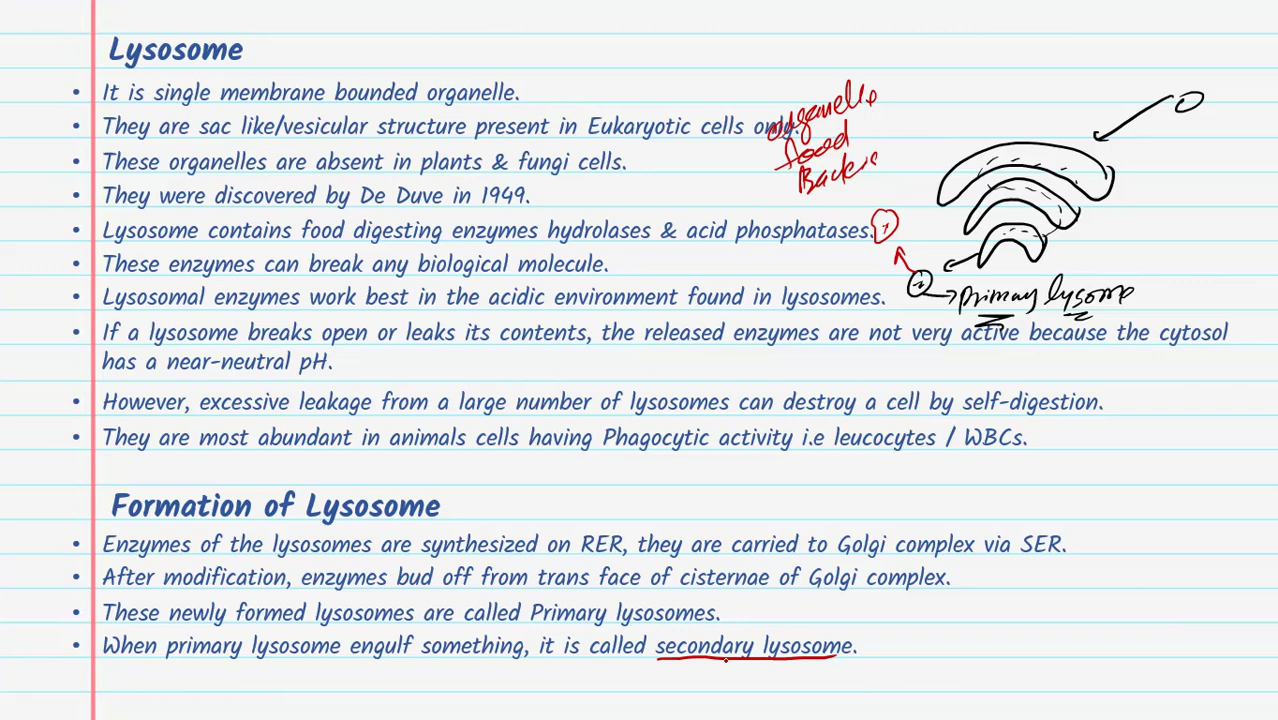 Lysosome
• It is single membrane bounded organelle.
• They are sac like/vesicular structure present in Eukaryotic cells only.
• These organelles are absent in plants & fungi cells.
• They were discovered by De Duve in 1949.
• Lysosome contains food digesting enzymes hydrolases & acid phosphatases.
• These enzymes can break any biological molecule.
• Lysosomal enzymes work best in the acidic environment found in lysosomes.
• If a lysosome breaks open or leaks its contents, the released enzymes are not very active because the cytosol
has a near-neutral pH.
• However, excessive leakage from a large number of lysosomes can destroy a cell by self-digestion.
• They are most abundant in animals cells having Phagocytic activity i.e leucocytes / WBCs.
organelle
food
primary lysosome
Formation of Lysosome
• Enzymes of the lysosomes are synthesized on RER, they are carried to Golgi complex via SER.
• After modification, enzymes bud off from trans face of cisternae of Golgi complex.
• These newly formed lysosomes are called Primary lysosomes.
• When primary lysosome engulf something, it is called secondary lysosome.